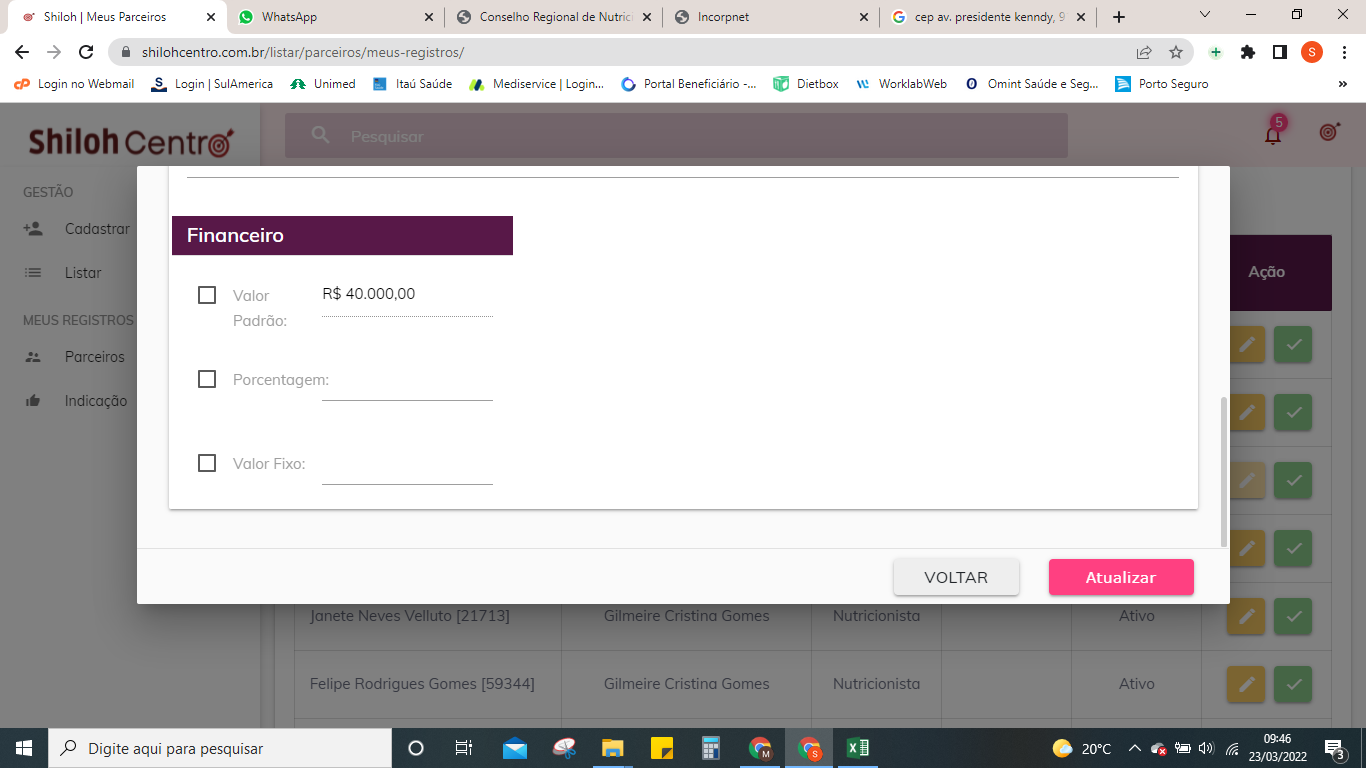 Shiloh | Meus Parceiros
WhatsApp
Conselho Regional de Nutric
Incorpnet
cep av. presidente kenndy, 9
shilohcentro.com.br/listar/parceiros/meus-registros/
S
Login no Webmail
Login | SulAmerica
Unimed
Itaú Saúde
Mediservice | Login...
Portal Beneficiário -...
Dietbox
WorklabWeb
Omint Saúde e Seg...
Porto Seguro
»
Shiloh Centro
Pesquisar
5
GESTÃO
Cadastrar
Listar
MEUS REGISTROS
Parceiros
Indicação
Financeiro
Valor Padrão:
R$ 40.000,00
Porcentagem:
Valor Fixo:
VOLTAR
Atualizar
Ação
Janete Neves Velluto [21713]
Gilmeire Cristina Gomes
Nutricionista
Ativo
Felipe Rodrigues Gomes [59344]
Gilmeire Cristina Gomes
Nutricionista
Ativo
Digite aqui para pesquisar
M
S
20°C
09:46
23/03/2022
3